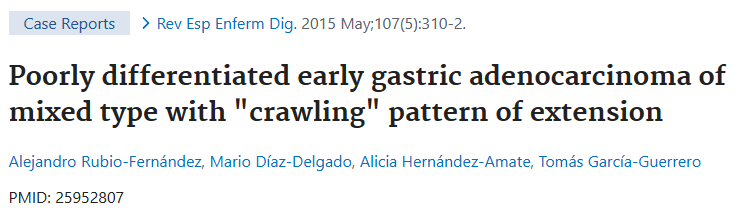 Case Reports > Rev Esp Enferm Dig. 2015 May;107(5):310-2.
Poorly differentiated early gastric adenocarcinoma of
mixed type with "crawling" pattern of extension
Alejandro Rubio-Fernández, Mario Díaz-Delgado, Alicia Hernández-Amate, Tomás García-Guerrero
PMID: 25952807